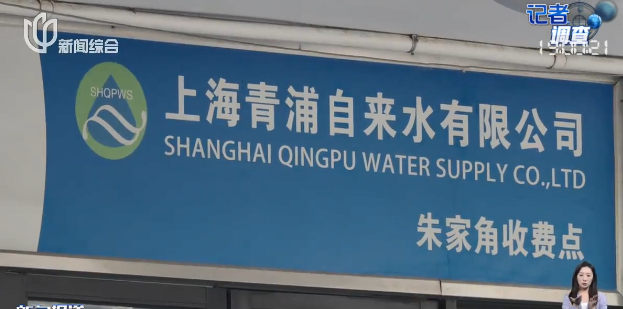 新闻综合
记者
调查
SHQPWS
上海青浦自来水有限公司
SHANGHAI QINGPU WATER SUPPLY CO.,LTD
朱家角收费点